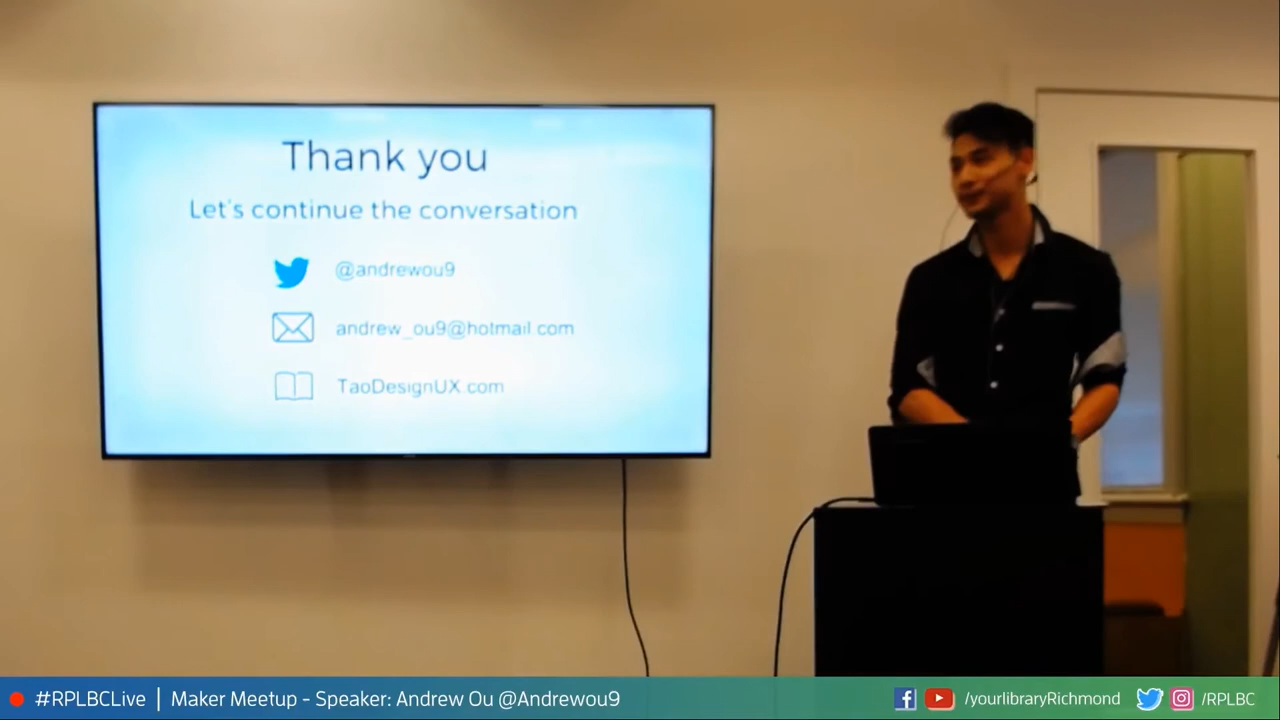 Thank you
Let's continue the conversation
@andrewou9
andrew_ou9@hotmail.com
TaoDesignUX.com
#RPLBCLive | Maker Meetup - Speaker: Andrew Ou @Andrewou9
/yourlibraryRichmond
/RPLBC